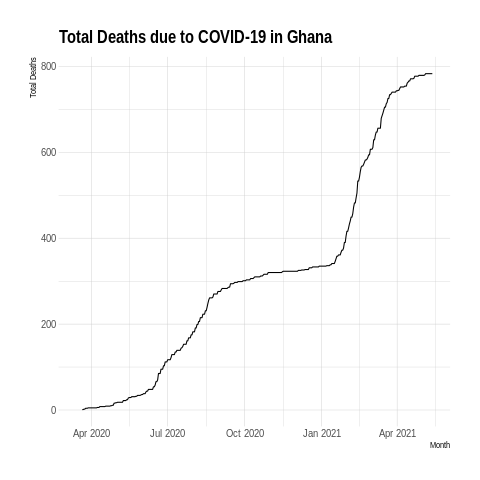 Total Deaths due to COVID-19 in Ghana
Total Deaths
800
600
400
200
0
Apr 2020 Jul 2020 Oct 2020 Jan 2021 Apr 2021
Month